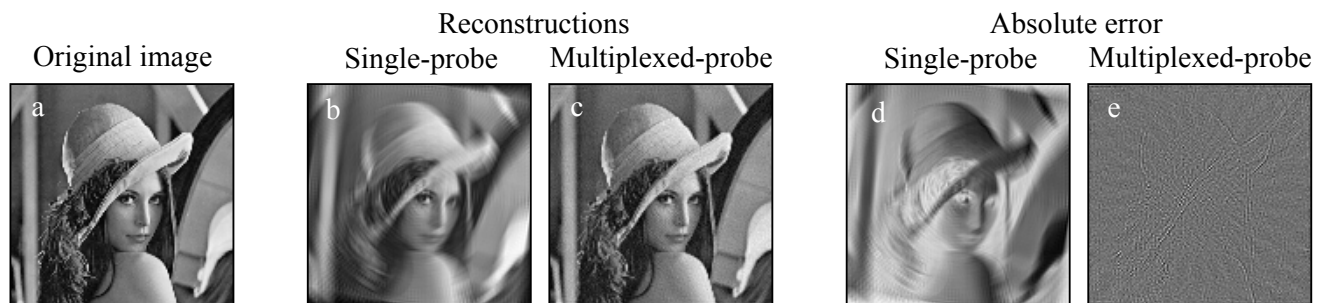 Reconstructions
Absolute error
Original image
Single-probe
Multiplexed-probe
Single-probe
Multiplexed-probe
a
b
c
d
e